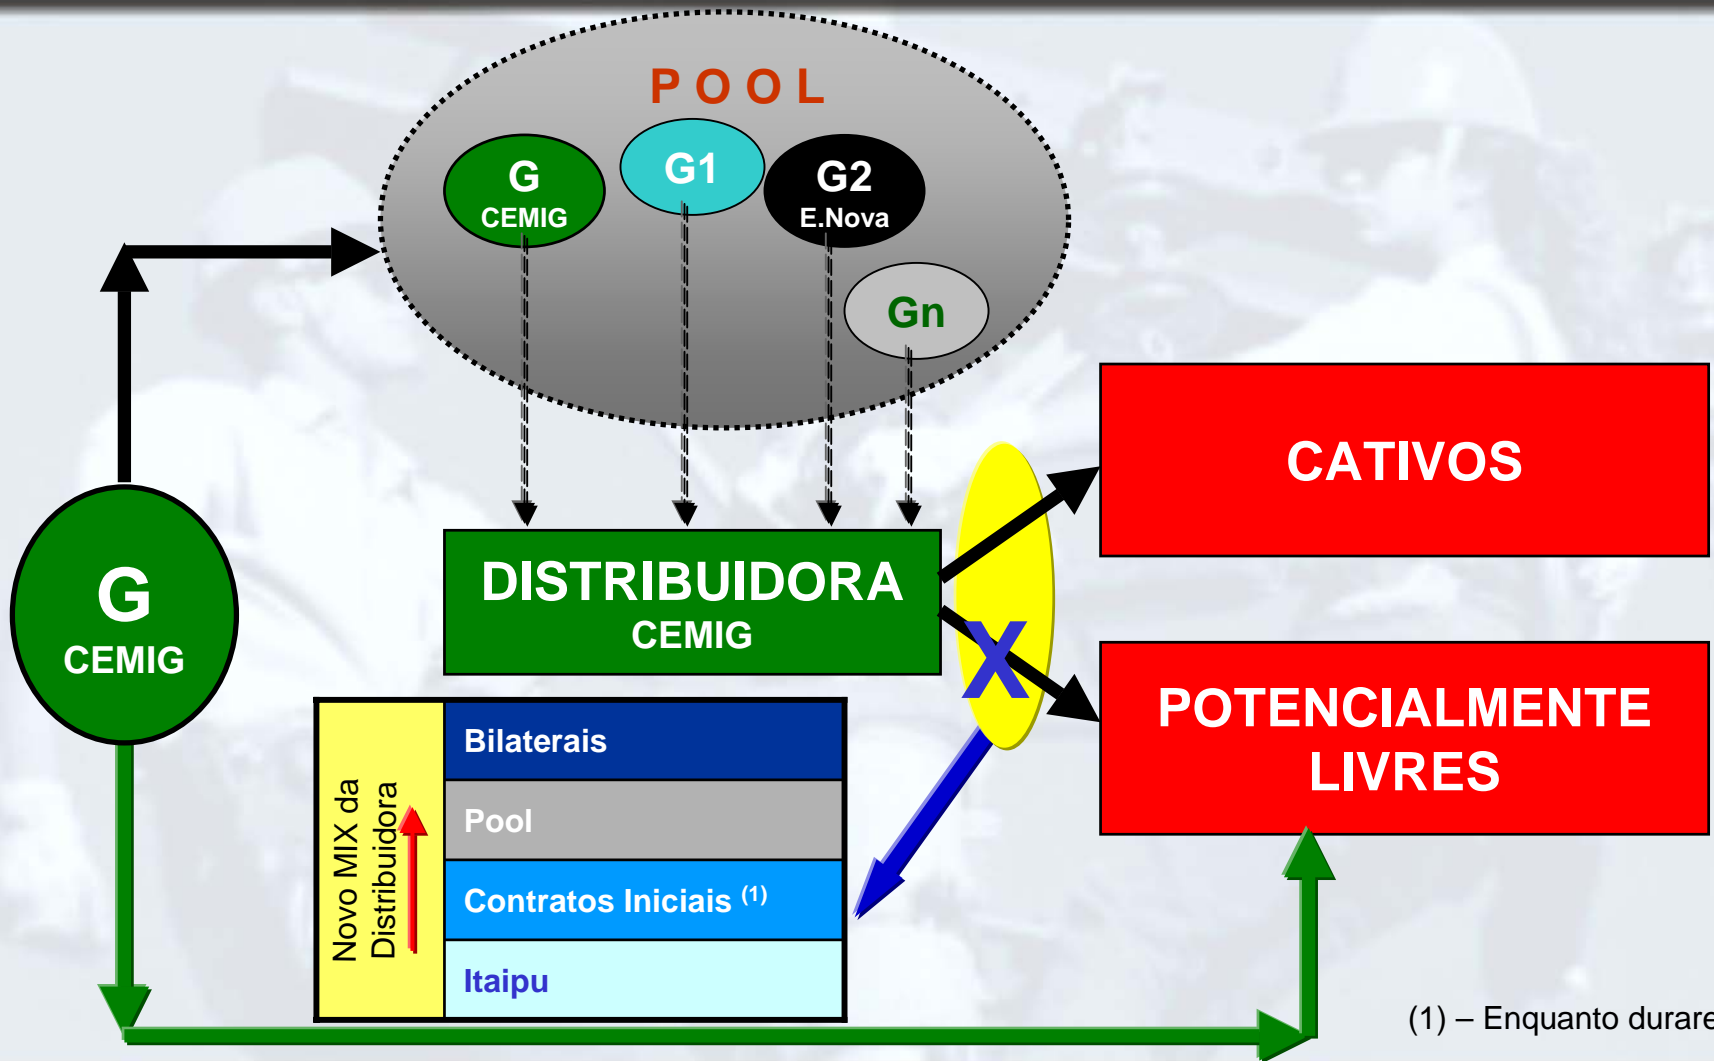 P O O L
G
CEMIG
G1
G2
E.Nova
Gn
CATIVOS
G
CEMIG
DISTRIBUIDORA
CEMIG
X
POTENCIALMENTE
LIVRES
Novo MIX da
Distribuidora
Bilaterais
Pool
Contratos Iniciais (1)
Itaipu
(1) – Enquanto durare